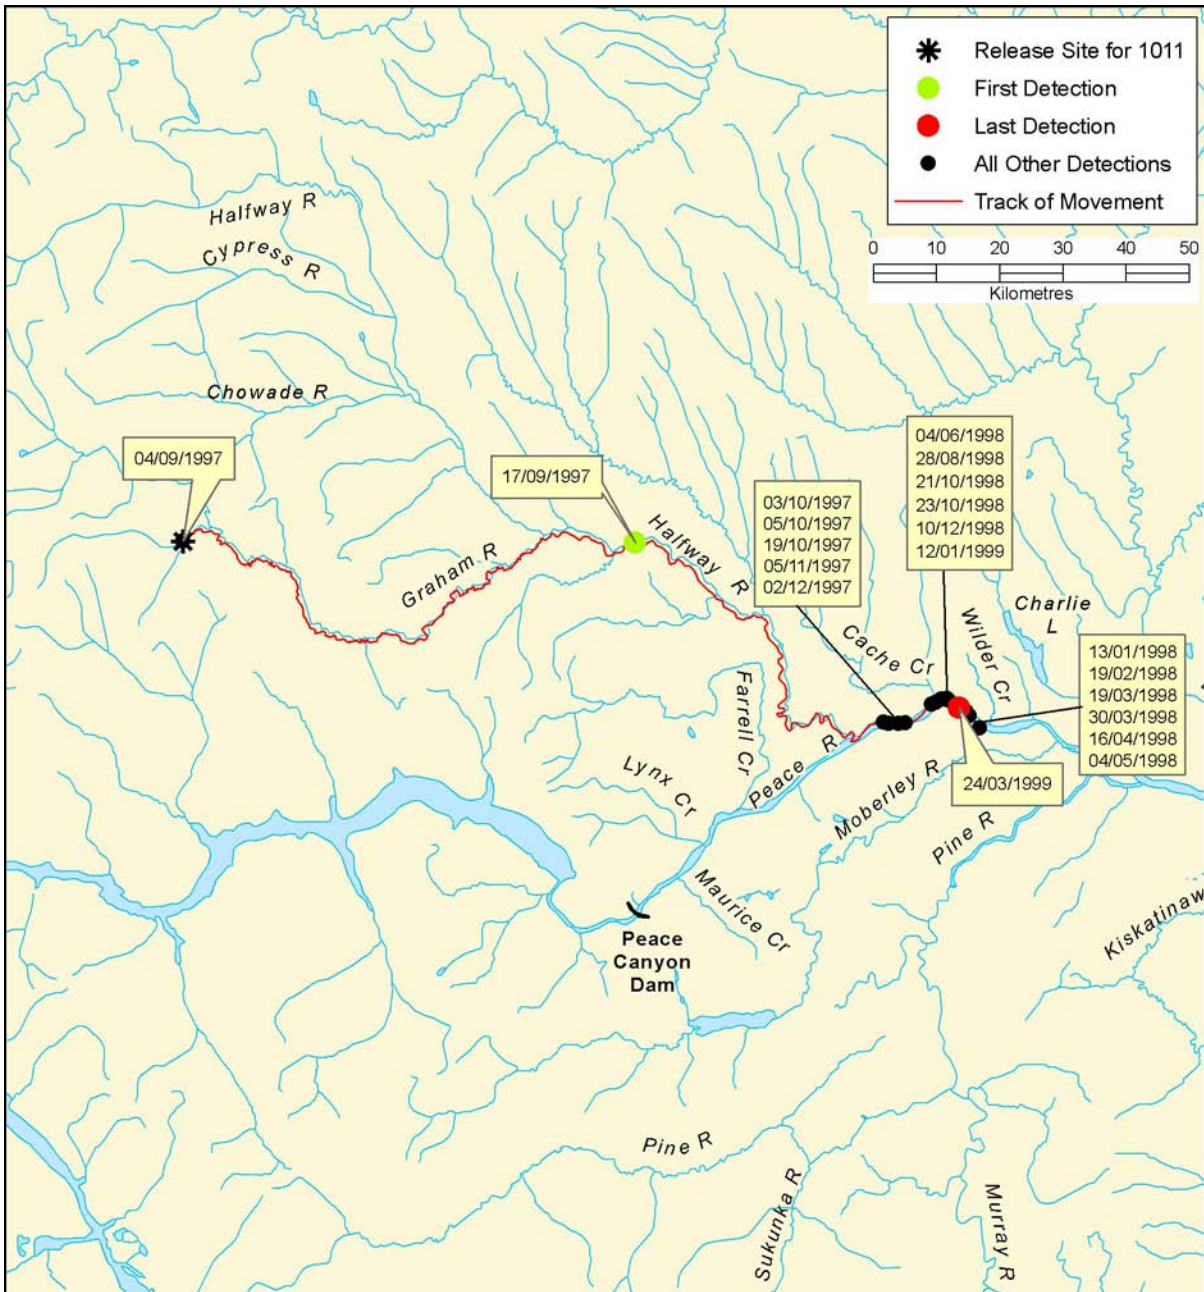 Release Site for 1011
First Detection
Last Detection
All Other Detections
Track of Movement
0 10 20 30 40 50
Kilometres
Halfway R
Cypress R
Chowade R
04/09/1997
17/09/1997
Graham R
Halfway R
03/10/1997
05/10/1997
19/10/1997
05/11/1997
02/12/1997
04/06/1998
28/08/1998
21/10/1998
23/10/1998
10/12/1998
12/01/1999
Cache Cr
Wilder Cr
Charlie
L
13/01/1998
19/02/1998
19/03/1998
30/03/1998
16/04/1998
04/05/1998
24/03/1999
Farrell Cr
Lynx Cr
Peace R
Moberley R
Pine R
Maurice Cr
Peace
Canyon
Dam
Kiskatinaw
Pine R
Sukunka R
Murray R